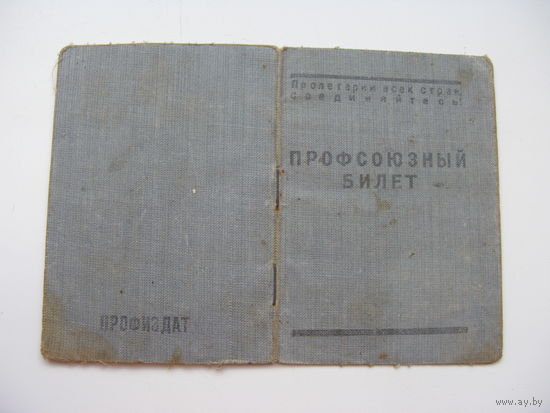 Пролетарии всех стран,
соединяйтесь!
ПРОФСОЮЗНЫЙ
БИЛЕТ
ПРОФИЗДАТ
www.ay.by